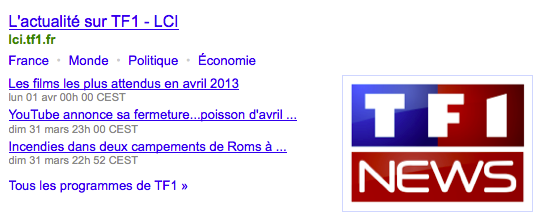 L'actualité sur TF1 - LCI
lci.tf1.fr
France • Monde • Politique • Économie
Les films les plus attendus en avril 2013
lun 01 avr 00h 00 CEST
YouTube annonce sa fermeture...poisson d'avril ...
dim 31 mars 23h 00 CEST
Incendies dans deux campements de Roms à ...
dim 31 mars 22h 52 CEST
Tous les programmes de TF1 »
TF1
NEWS